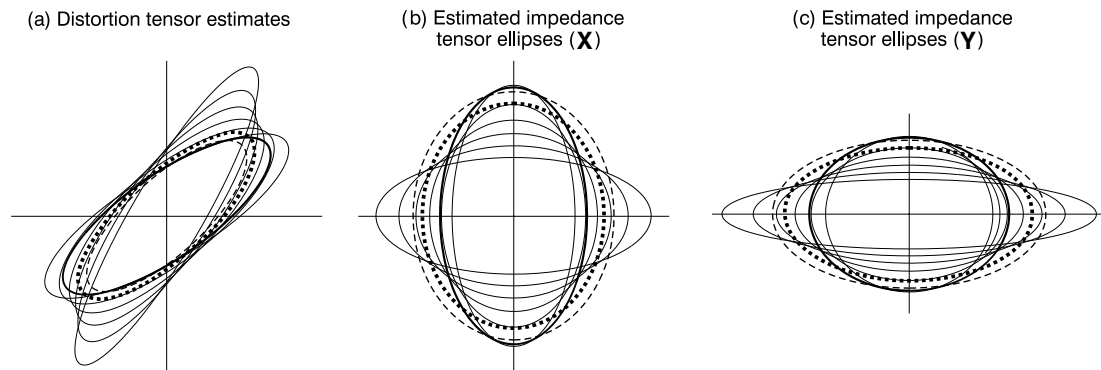 (a) Distortion tensor estimates
(b) Estimated impedance
tensor ellipses (X)
(c) Estimated impedance
tensor ellipses (Y)